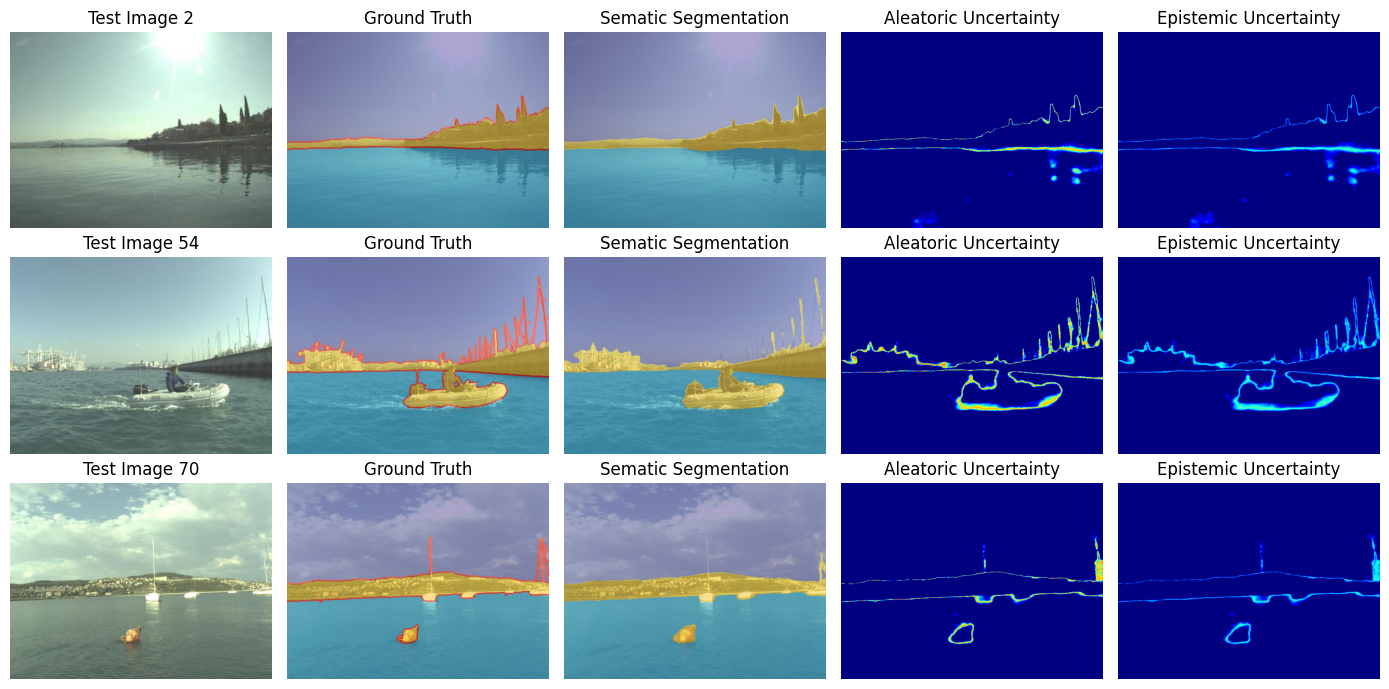 Test Image 2 Ground Truth Sematic Segmentation Aleatoric Uncertainty Epistemic Uncertainty
Test Image 54 Ground Truth Sematic Segmentation Aleatoric Uncertainty Epistemic Uncertainty
Test Image 70 Ground Truth Sematic Segmentation Aleatoric Uncertainty Epistemic Uncertainty